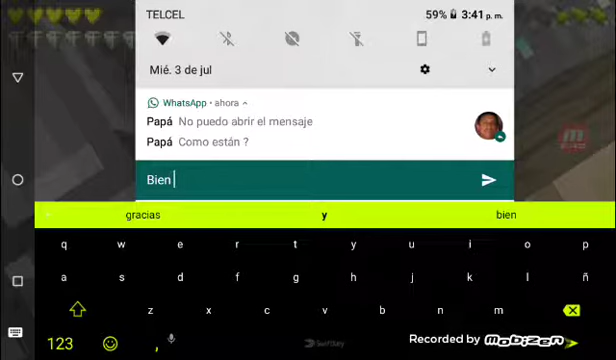 TELCEL 59% 3:41 p. m.
Mié. 3 de jul
WhatsApp • ahora
Papá No puedo abrir el mensaje
Papá Como están ?
Bien
gracias y bien
q w e r t y u i o p
a s d f g h j k l ñ
z x c v b n m
123 , SwiftKey
Recorded by mobizen